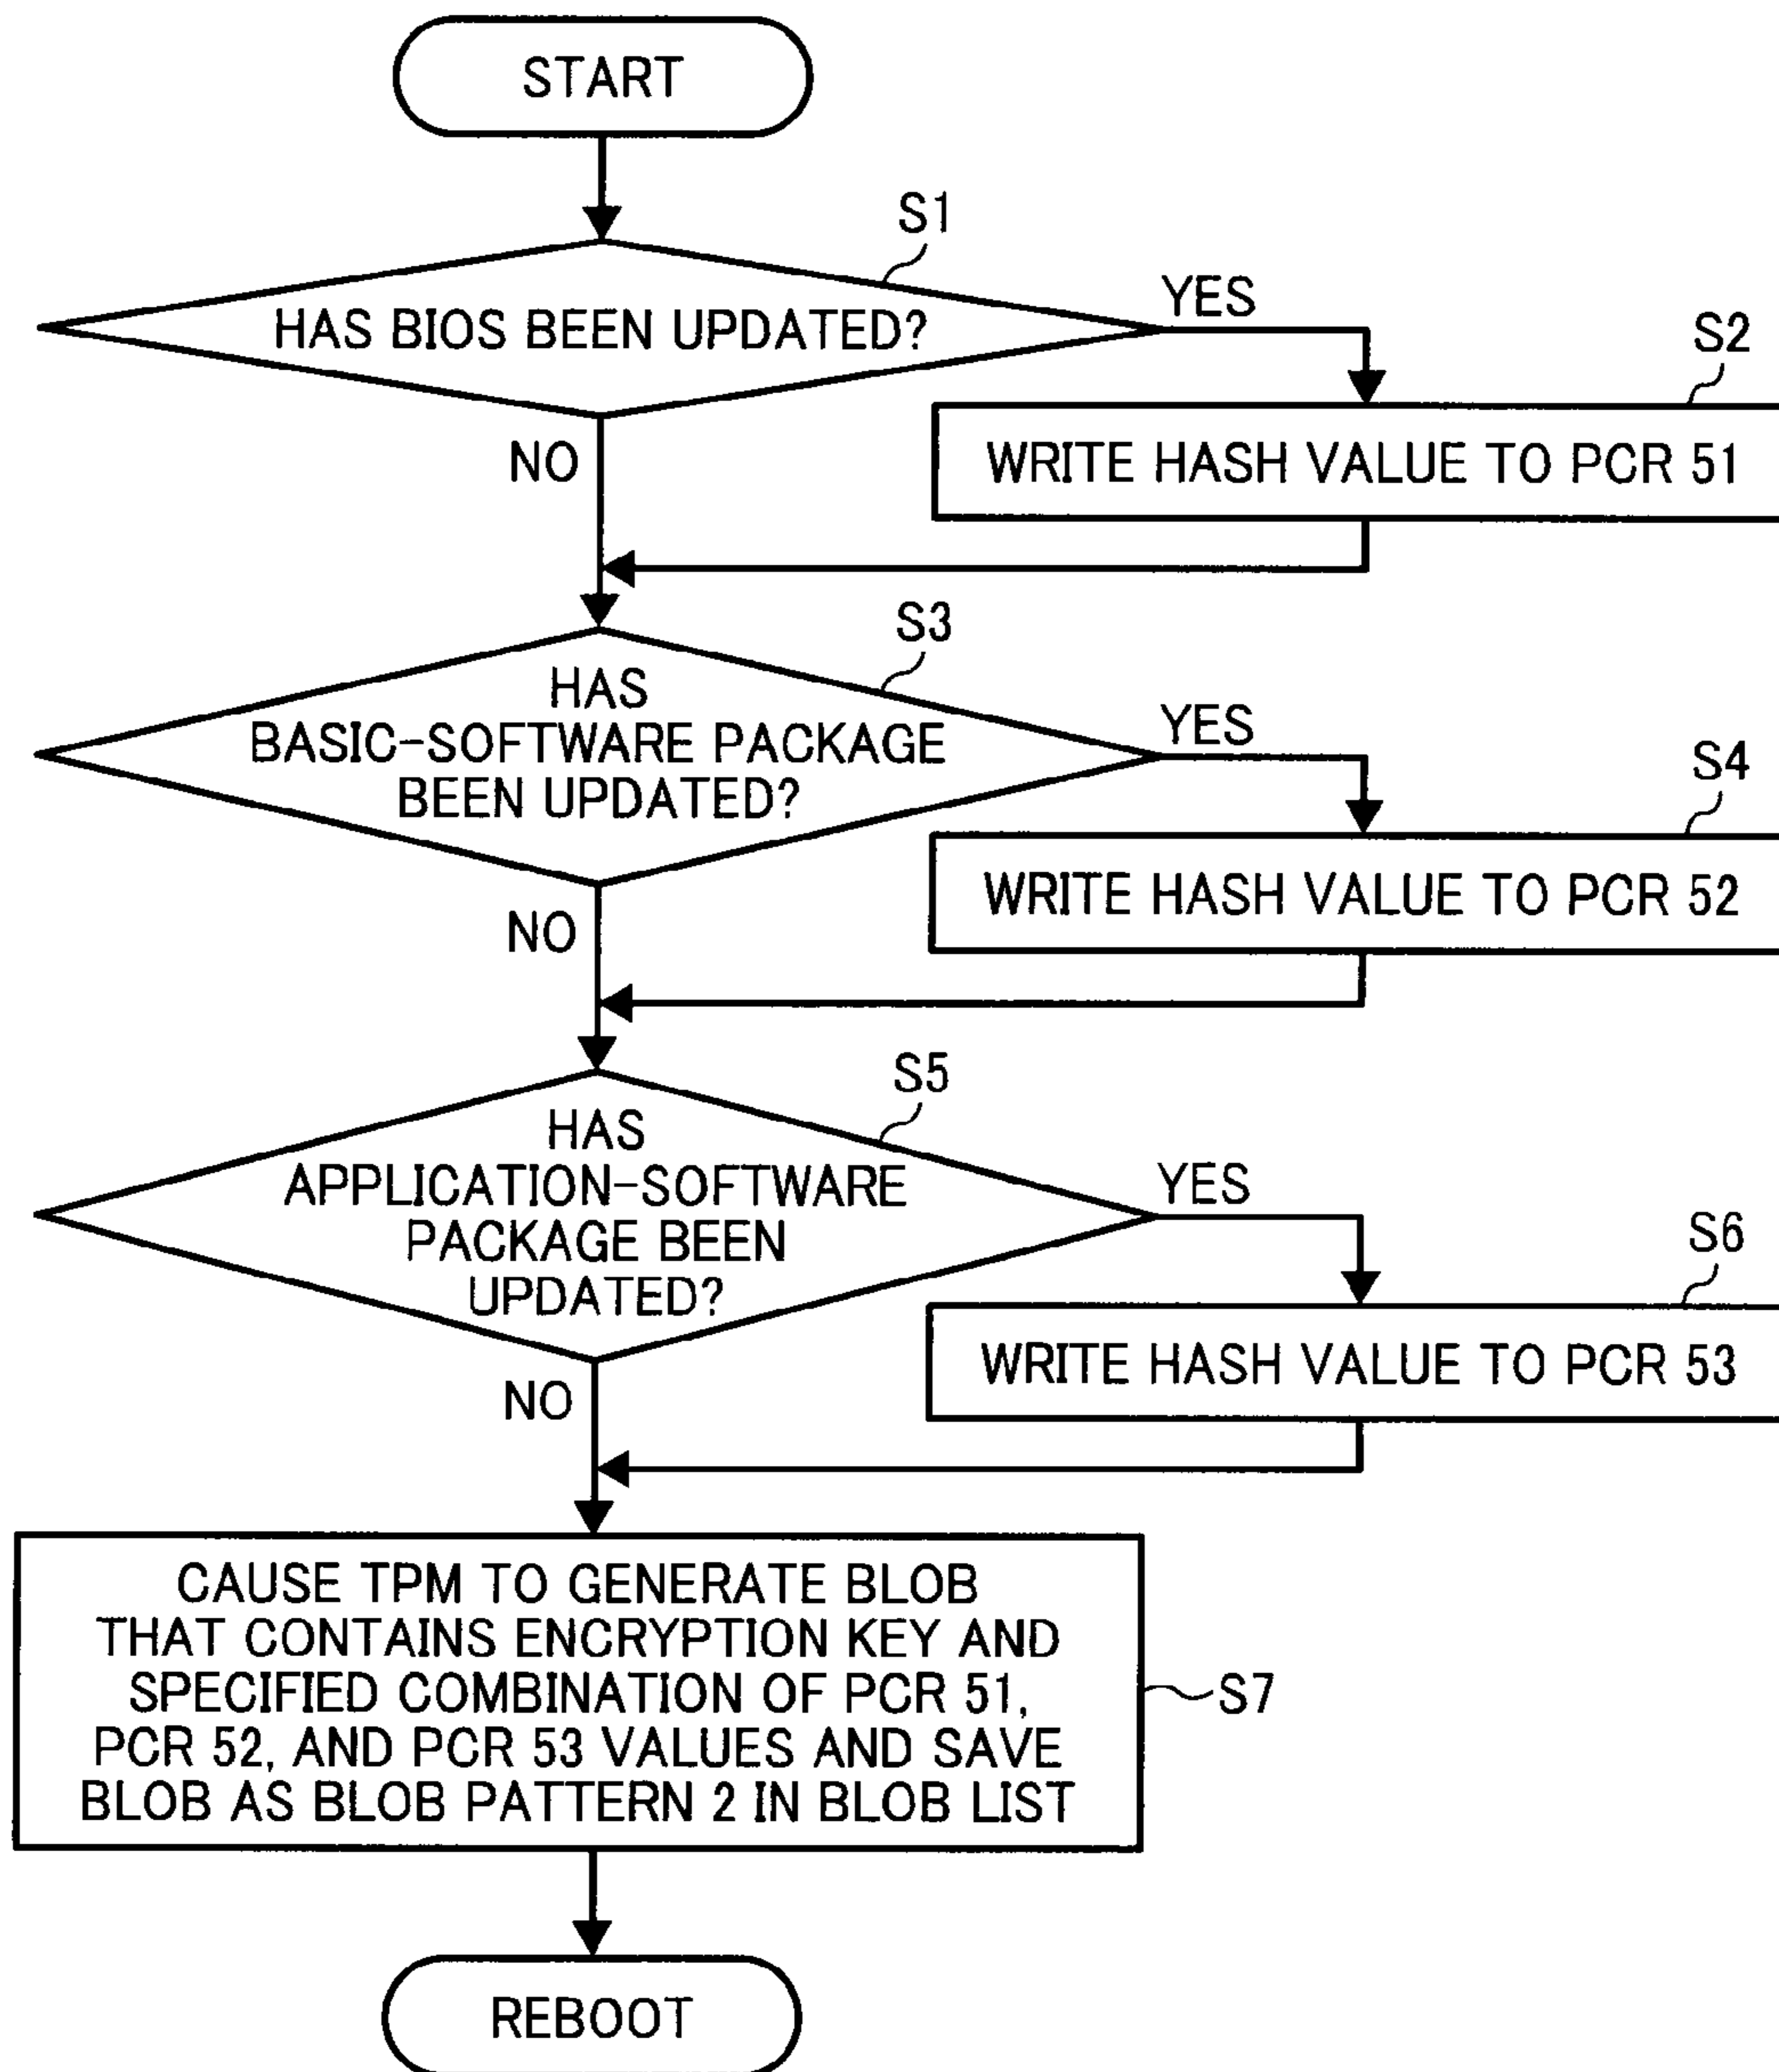 START
S1
HAS BIOS BEEN UPDATED?
YES
S2
WRITE HASH VALUE TO PCR 51
NO
S3
HAS
BASIC-SOFTWARE PACKAGE
BEEN UPDATED?
YES
S4
WRITE HASH VALUE TO PCR 52
NO
S5
HAS
APPLICATION-SOFTWARE
PACKAGE BEEN
UPDATED?
YES
S6
WRITE HASH VALUE TO PCR 53
NO
CAUSE TPM TO GENERATE BLOB
THAT CONTAINS ENCRYPTION KEY AND
SPECIFIED COMBINATION OF PCR 51,
PCR 52, AND PCR 53 VALUES AND SAVE
BLOB AS BLOB PATTERN 2 IN BLOB LIST
S7
REBOOT